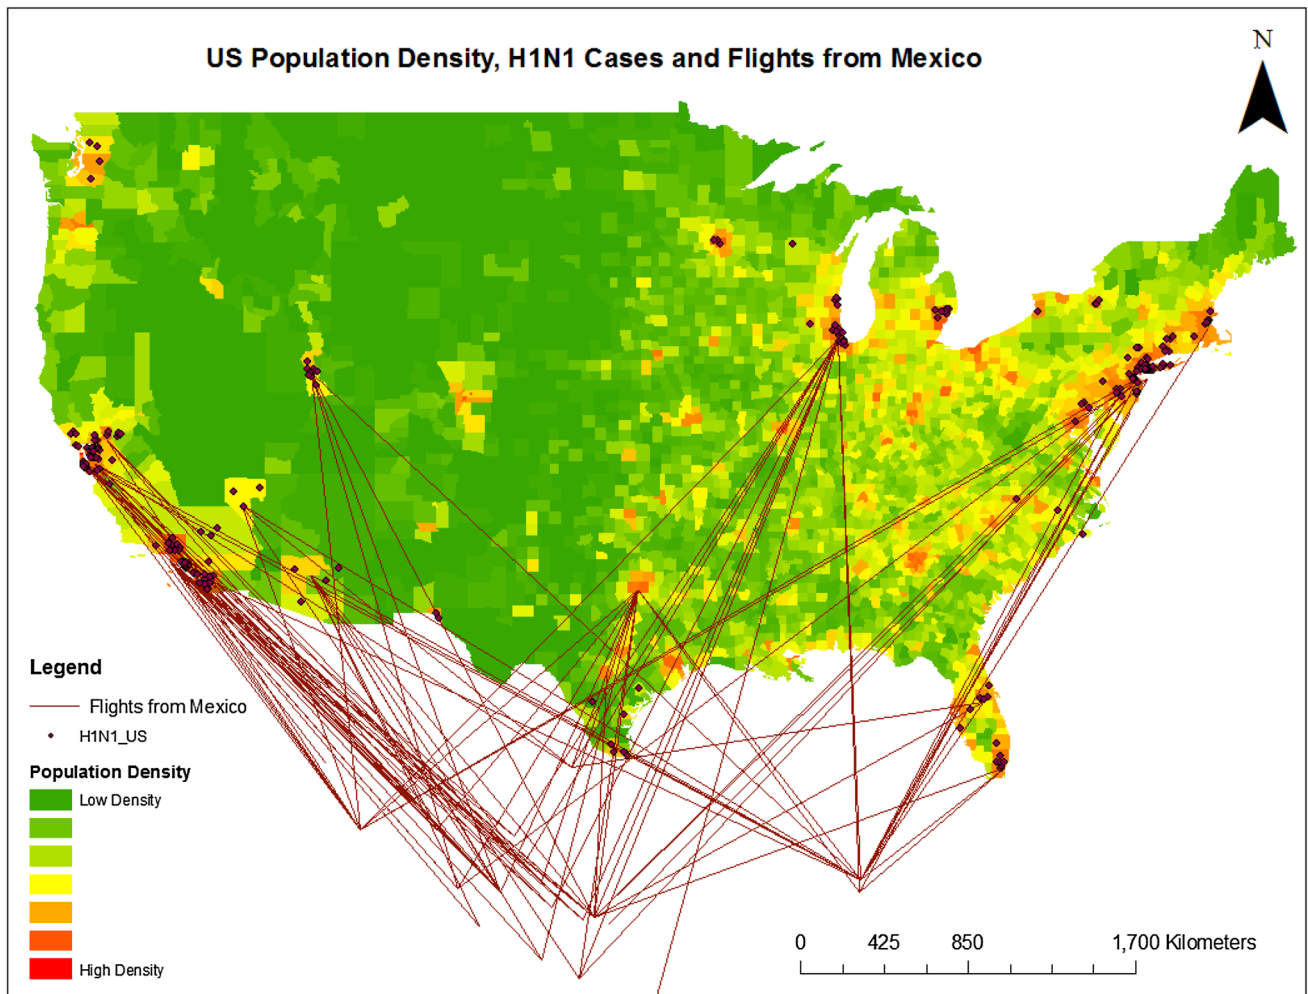 US Population Density, H1N1 Cases and Flights from Mexico
N
Legend
Flights from Mexico
H1N1_US
Population Density
Low Density
High Density
0 425 850 1,700 Kilometers